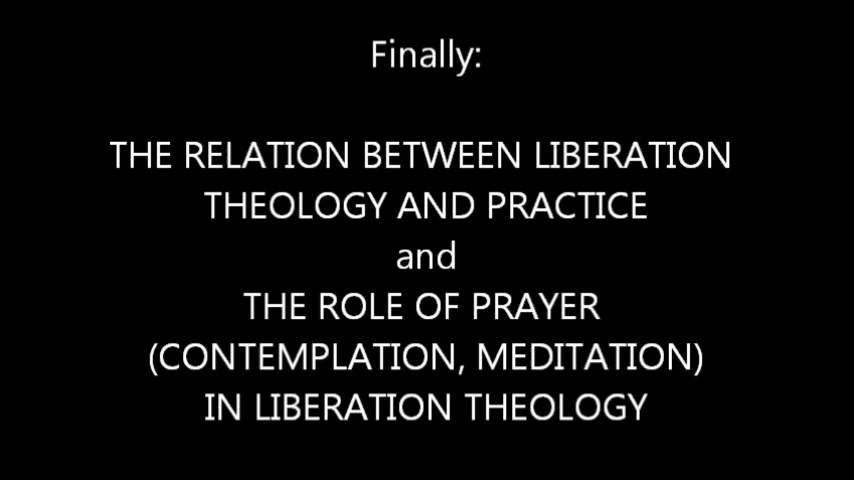 Finally:
THE RELATION BETWEEN LIBERATION
THEOLOGY AND PRACTICE
and
THE ROLE OF PRAYER
(CONTEMPLATION, MEDITATION)
IN LIBERATION THEOLOGY